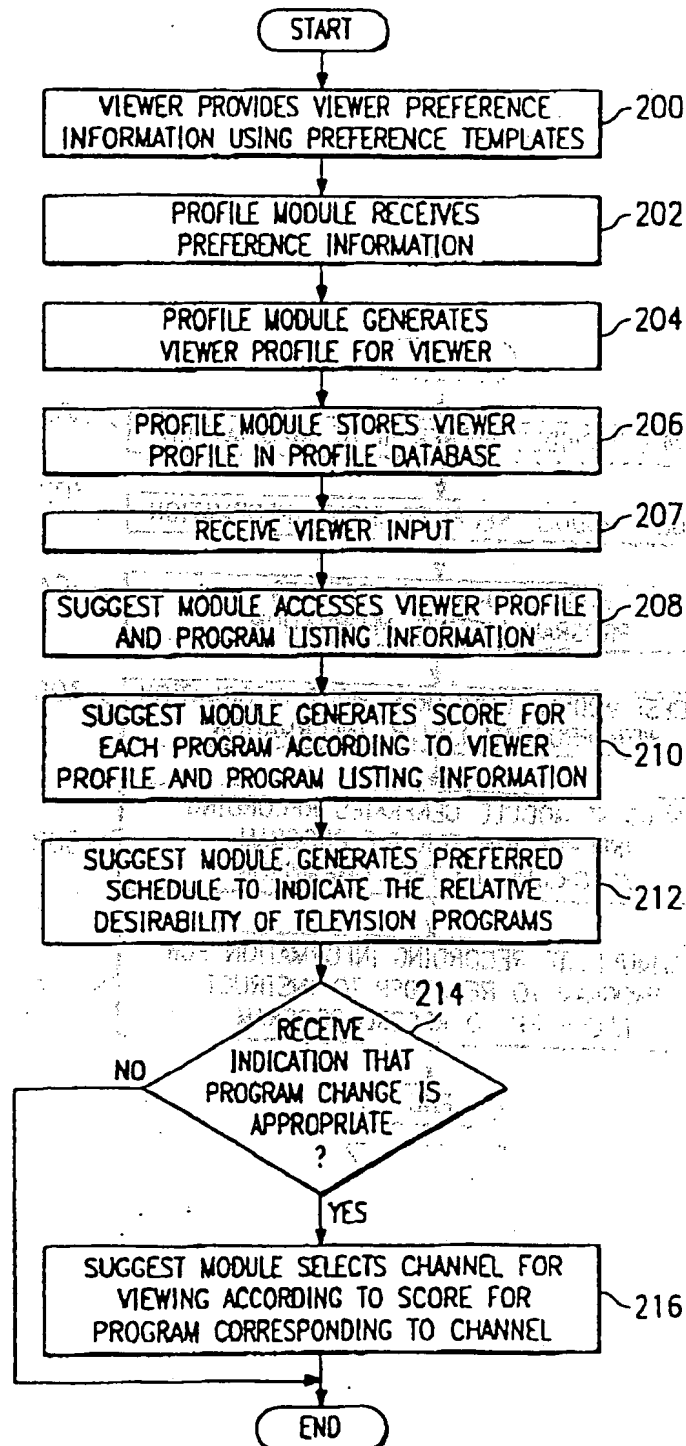 START
VIEWER PROVIDES VIEWER PREFERENCE
INFORMATION USING PREFERENCE TEMPLATES
200
PROFILE MODULE RECEIVES
PREFERENCE INFORMATION
202
PROFILE MODULE GENERATES
VIEWER PROFILE FOR VIEWER
204
PROFILE MODULE STORES VIEWER
PROFILE IN PROFILE DATABASE
206
RECEIVE VIEWER INPUT
207
SUGGEST MODULE ACCESSES VIEWER PROFILE
AND PROGRAM LISTING INFORMATION
208
SUGGEST MODULE GENERATES SCORE FOR
EACH PROGRAM ACCORDING TO VIEWER
PROFILE AND PROGRAM LISTING INFORMATION
210
SUGGEST MODULE GENERATES PREFERRED
SCHEDULE TO INDICATE THE RELATIVE
DESIRABILITY OF TELEVISION PROGRAMS
212
214
RECEIVE
INDICATION THAT
PROGRAM CHANGE IS
APPROPRIATE
?
NO
YES
SUGGEST MODULE SELECTS CHANNEL FOR
VIEWING ACCORDING TO SCORE FOR
PROGRAM CORRESPONDING TO CHANNEL
216
END